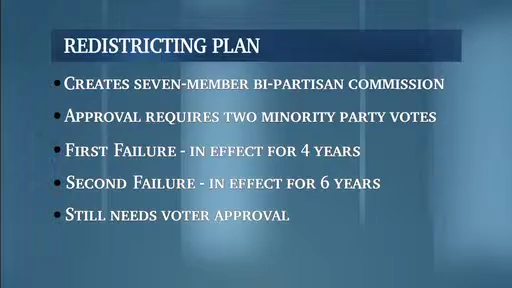 REDISTRICTING PLAN
• CREATES SEVEN-MEMBER BI-PARTISAN COMMISSION
• APPROVAL REQUIRES TWO MINORITY PARTY VOTES
• FIRST FAILURE - IN EFFECT FOR 4 YEARS
• SECOND FAILURE - IN EFFECT FOR 6 YEARS
• STILL NEEDS VOTER APPROVAL